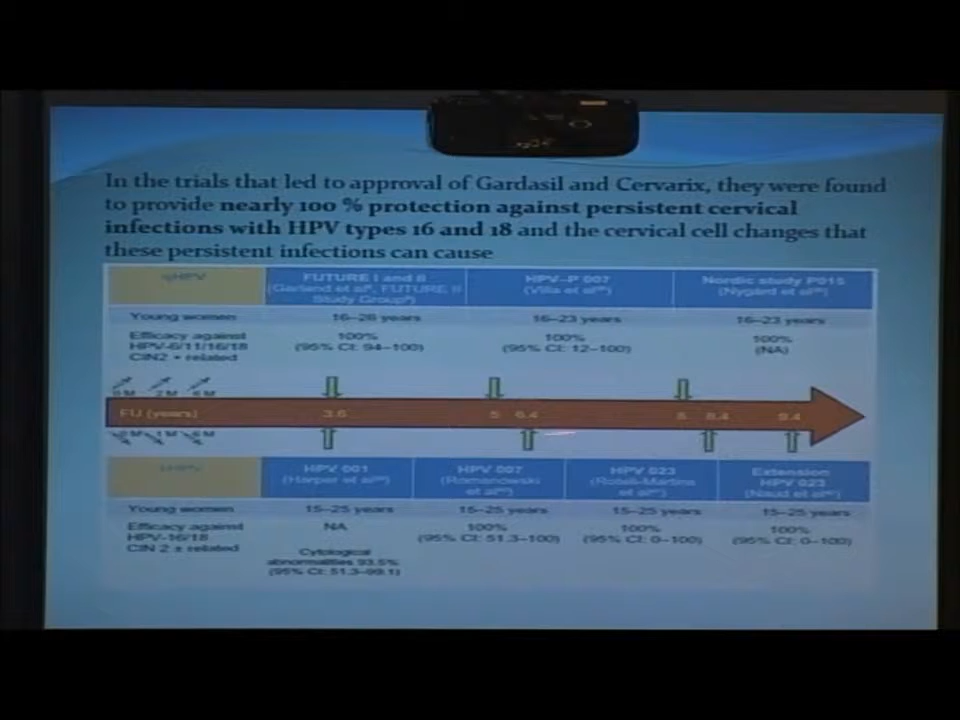 In the trials that led to approval of Gardasil and Cervarix, they were found
to provide nearly 100 % protection against persistent cervical
infections with HPV types 16 and 18 and the cervical cell changes that
these persistent infections can cause
qHPV FUTURE I and II HPV-P 007 Nordic study P015
(Garland et al, FUTURE II (Villa et al) (Nygård et al)
Study Group)
Young women 16–26 years 16–23 years 16–23 years
Efficacy against 100% 100% 100%
HPV-6/11/16/18 (95% CI: 94–100) (95% CI: 12–100) (NA)
CIN2 + related
0 M 2 M 6 M
FU (years) 3.6 5 6.4 8 8.4 9.4
0 M 1 M 6 M
HPV 001 HPV 007 HPV 023 Extension
(Harper et al) (Romanowski (Roteli-Martins HPV 023
et al) et al) (Naud et al)
Young women 15–25 years 15–25 years 15–25 years 15–25 years
Efficacy against NA 100% 100% 100%
HPV-16/18 (95% CI: 51.3–100) (95% CI: 0–100) (95% CI: 0–100)
CIN 2 ± related Cytological
abnormalities 93.5%
(95% CI: 51.3–99.1)